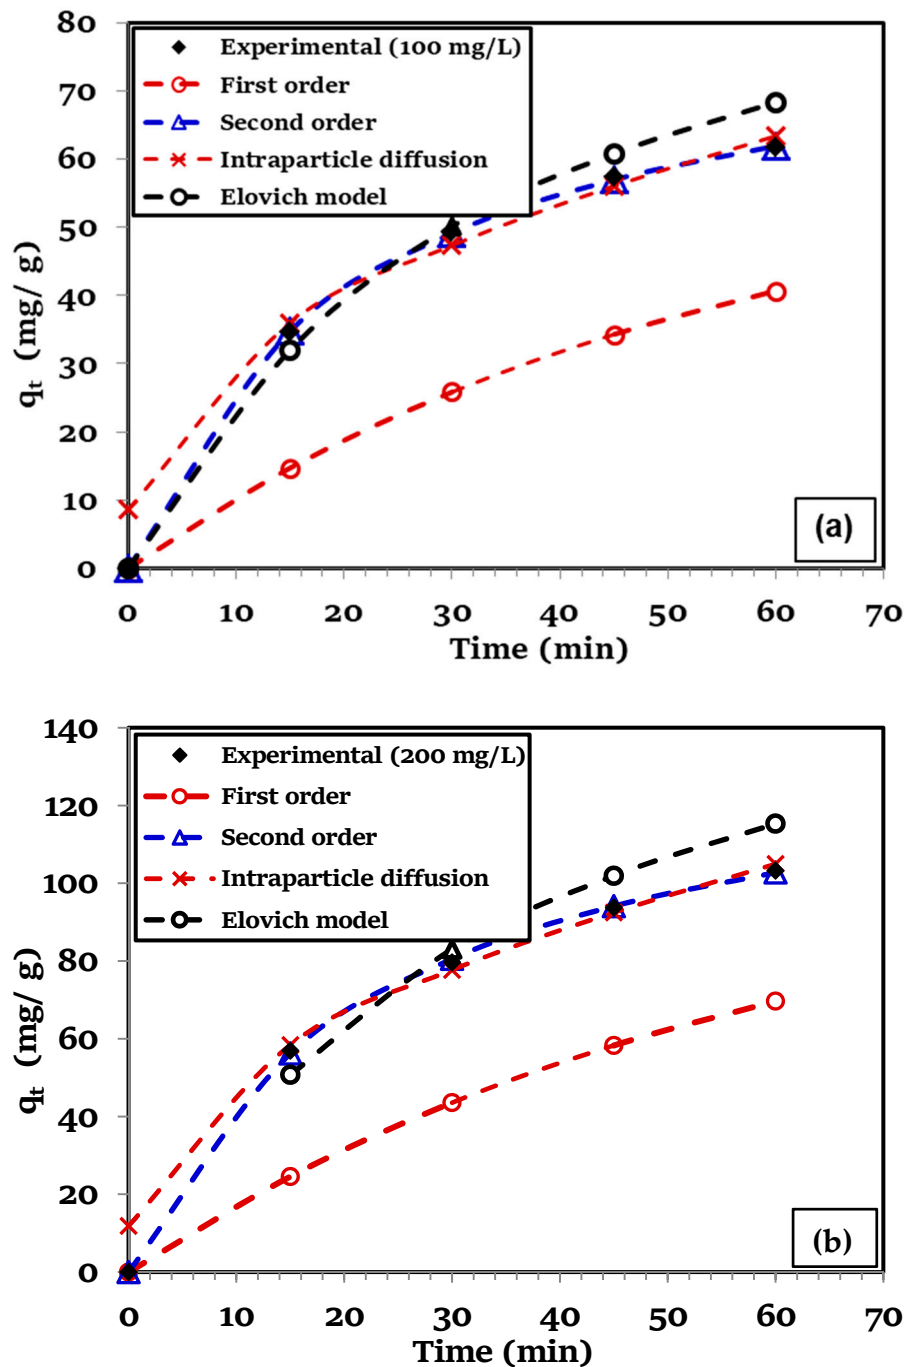 80
70
60
50
40
30
20
10
0
qt (mg/ g)
Experimental (100 mg/L)
First order
Second order
Intraparticle diffusion
Elovich model
(a)
0 10 20 30 40 50 60 70
Time (min)
140
120
100
80
60
40
20
0
qt (mg/ g)
Experimental (200 mg/L)
First order
Second order
Intraparticle diffusion
Elovich model
(b)
0 10 20 30 40 50 60 70
Time (min)